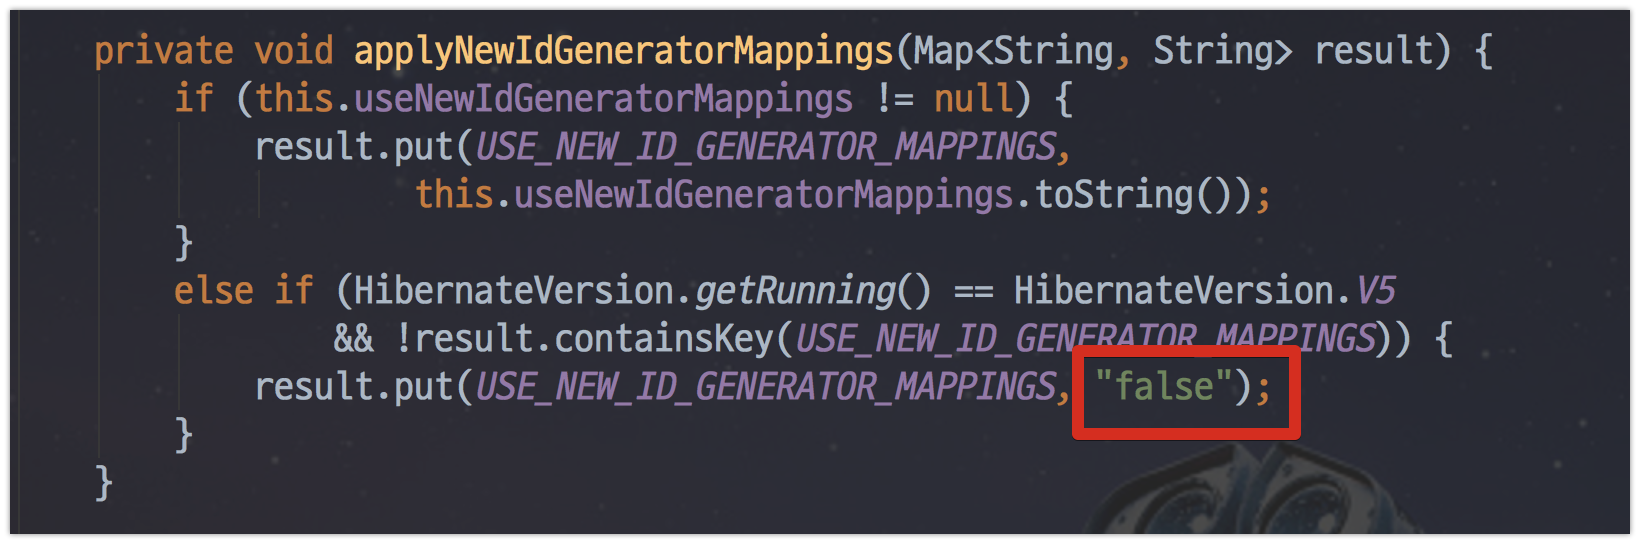 private void applyNewIdGeneratorMappings(Map<String, String> result) {
if (this.useNewIdGeneratorMappings != null) {
result.put(USE_NEW_ID_GENERATOR_MAPPINGS,
this.useNewIdGeneratorMappings.toString());
}
else if (HibernateVersion.getRunning() == HibernateVersion.V5
&& !result.containsKey(USE_NEW_ID_GENERATOR_MAPPINGS)) {
result.put(USE_NEW_ID_GENERATOR_MAPPINGS, "false");
}
}